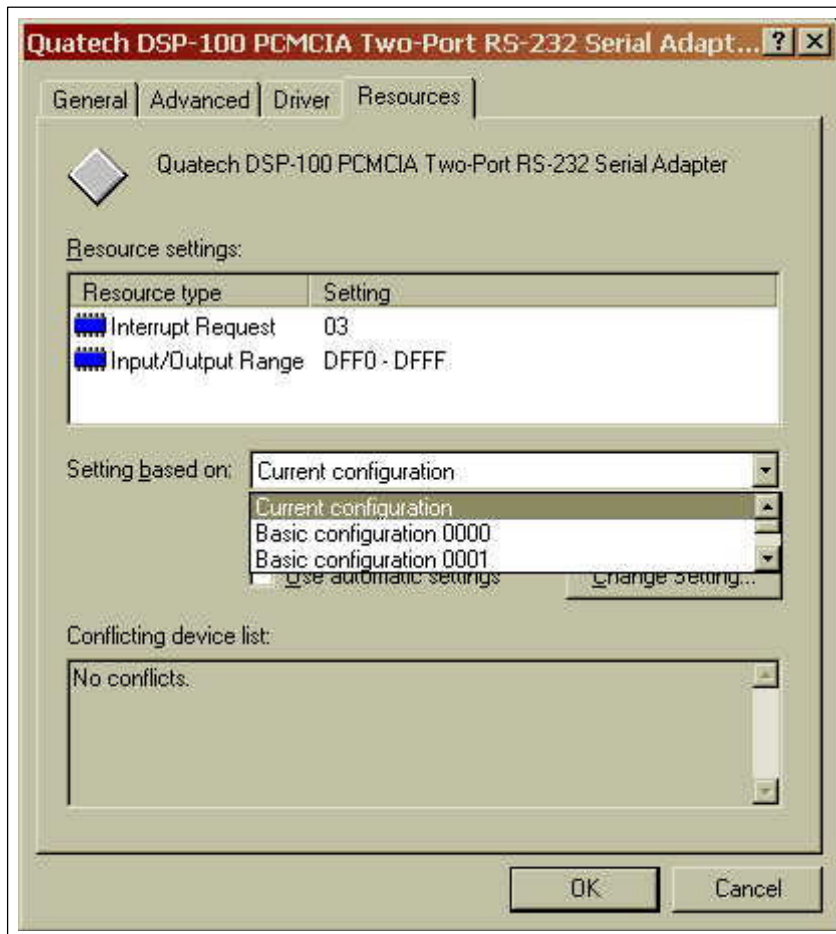 Quatech DSP-100 PCMCIA Two-Port RS-232 Serial Adapt... ? X
General Advanced Driver Resources
Quatech DSP-100 PCMCIA Two-Port RS-232 Serial Adapter
Resource settings:
Resource type Setting
Interrupt Request 03
Input/Output Range DFF0 - DFFF
Setting based on: Current configuration
Current configuration
Basic configuration 0000
Basic configuration 0001
Use automatic settings Change Setting...
Conflicting device list:
No conflicts.
OK Cancel